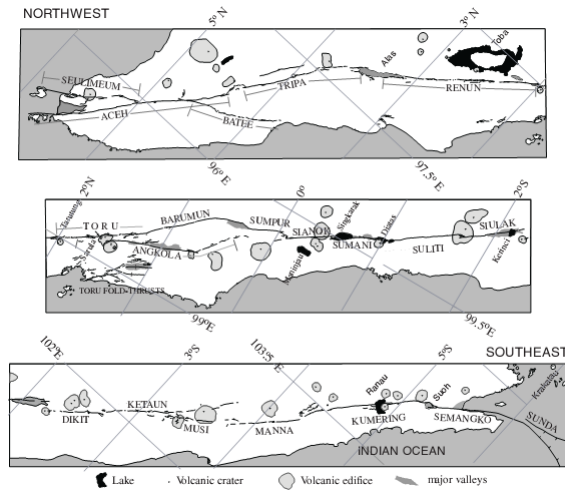 NORTHWEST
5° N
3° N
Toba
Alas
SEULIMEUM
TRIPA
RENUN
ACEH
BATEE
96° E
97.5° E
2°N
0°
2°S
TORU
BARUMUN
SUMPUR
SIANOK
Singkarak
Diatas
SIULAK
ANGKOLA
SUMANI
SULITI
Kerinci
Maninjau
TORU FOLD-THRUSTS
99°E
99.5°E
102°E
3°S
103°S E
5°S
SOUTHEAST
Krakatau
Ranau
Suoh
KETAUN
DIKIT
MUSI
MANNA
KUMERING
SEMANGKO
SUNDA
INDIAN OCEAN
Lake
Volcanic crater
Volcanic edifice
major valleys